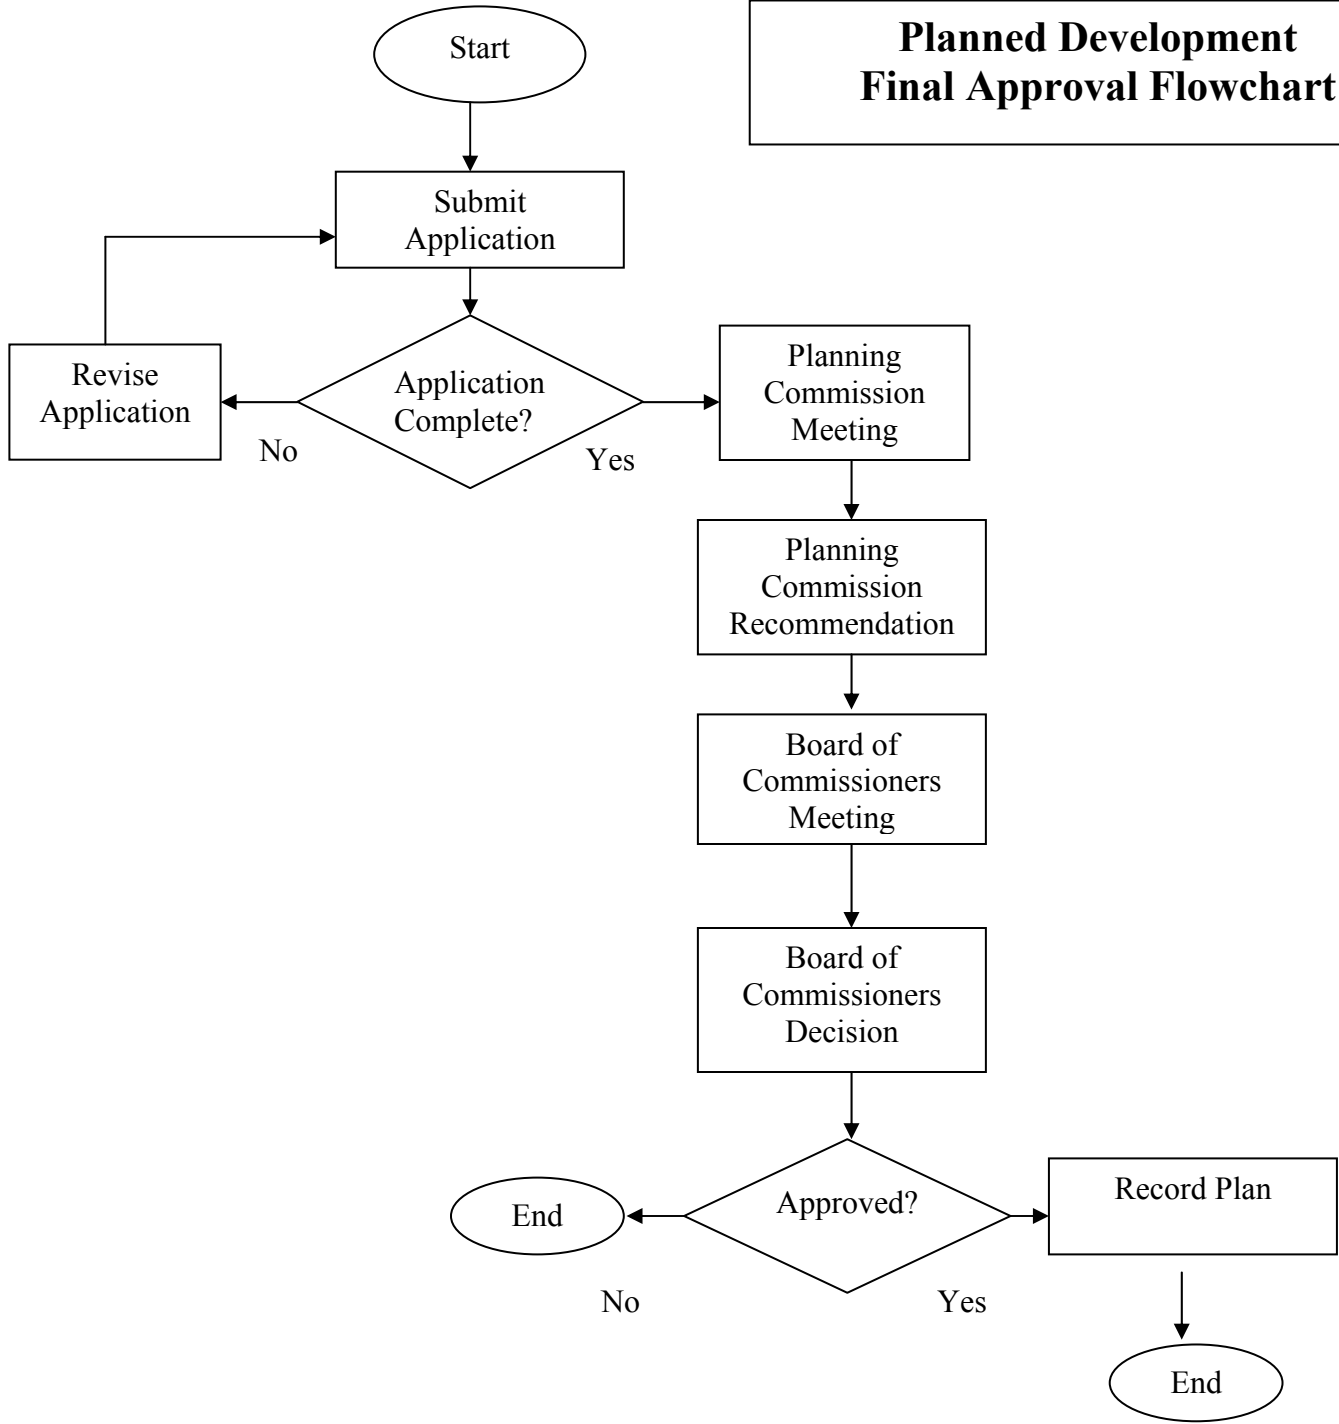 Start
Planned Development
Final Approval Flowchart
Submit
Application
Revise
Application
Application
Complete?
No
Yes
Planning
Commission
Meeting
Planning
Commission
Recommendation
Board of
Commissioners
Meeting
Board of
Commissioners
Decision
Approved?
End
Record Plan
No
Yes
End